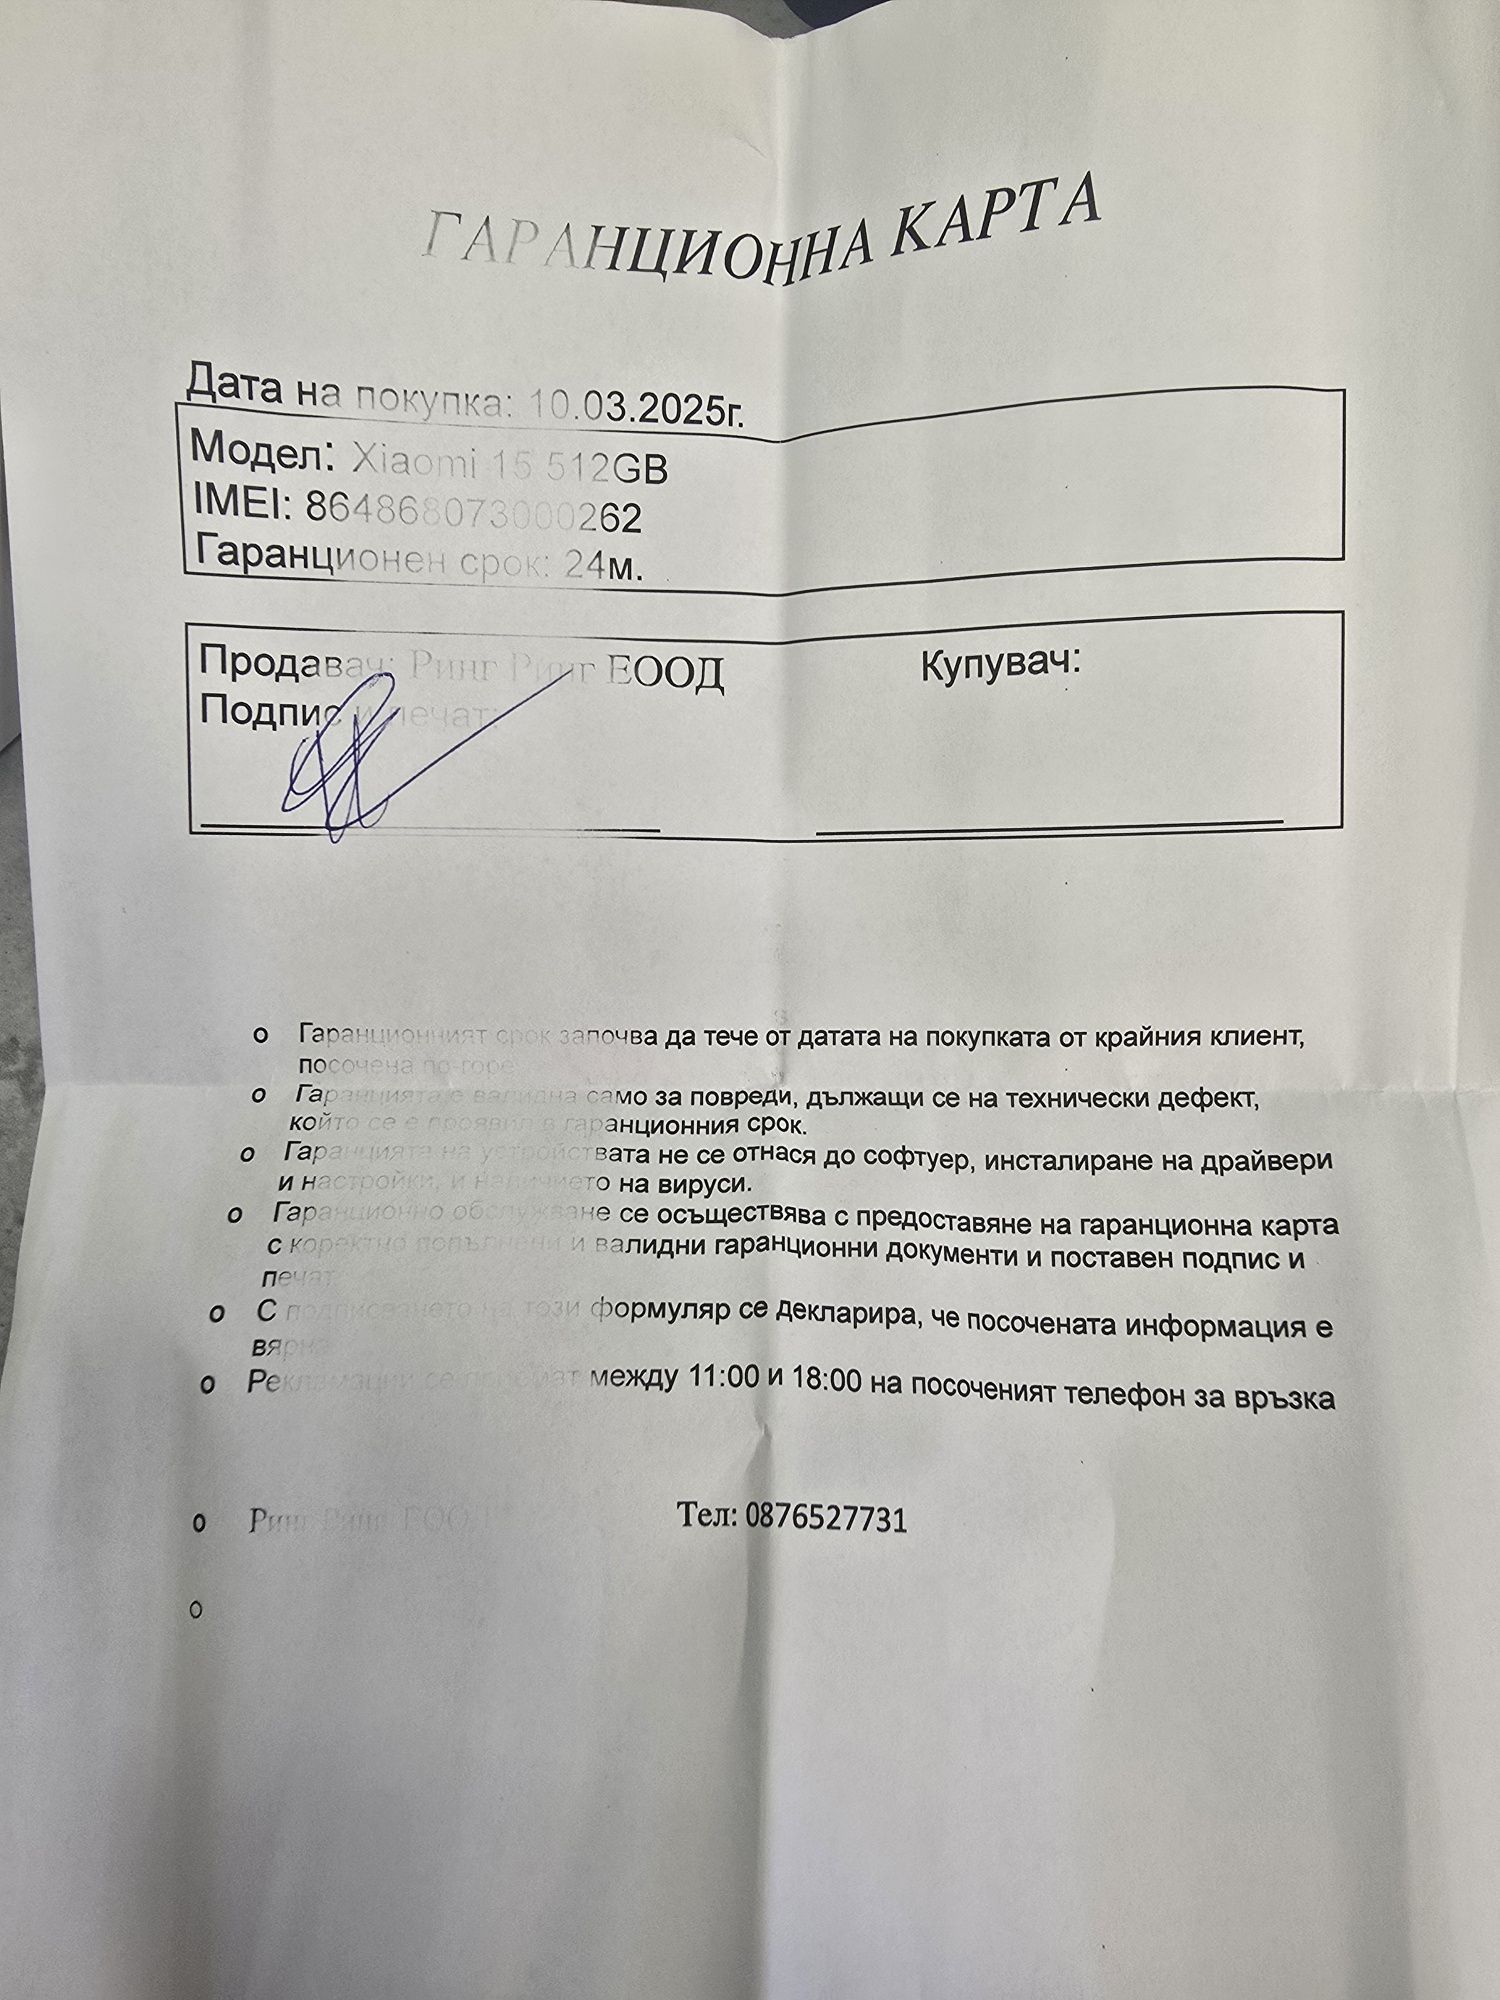 ГАРАНЦИОННА КАРТА
Дата на покупка: 10.03.2025г.
Модел: Xiaomi 15 512GB
IMEI: 864868073000262
Гаранционен срок: 24м.
Продавач: Ринг Ринг ЕООД
Купувач:
Подпис и печат:
o Гаранционният срок започва да тече от датата на покупката от крайния клиент,
посочена по-горе
o Гаранцията е валидна само за повреди, дължащи се на технически дефект,
който се е проявил в гаранционния срок.
o Гаранцията на устройствата не се отнася до софтуер, инсталиране на драйвери
и настройки, и наличието на вируси.
o Гаранционно обслужване се осъществява с предоставяне на гаранционна карта
с коректно попълнени и валидни гаранционни документи и поставен подпис и
печат
o С подписването на този формуляр се декларира, че посочената информация е
вярна
o Рекламации се приемат между 11:00 и 18:00 на посоченият телефон за връзка
o Ринг Ринг ЕООД Тел: 0876527731
o